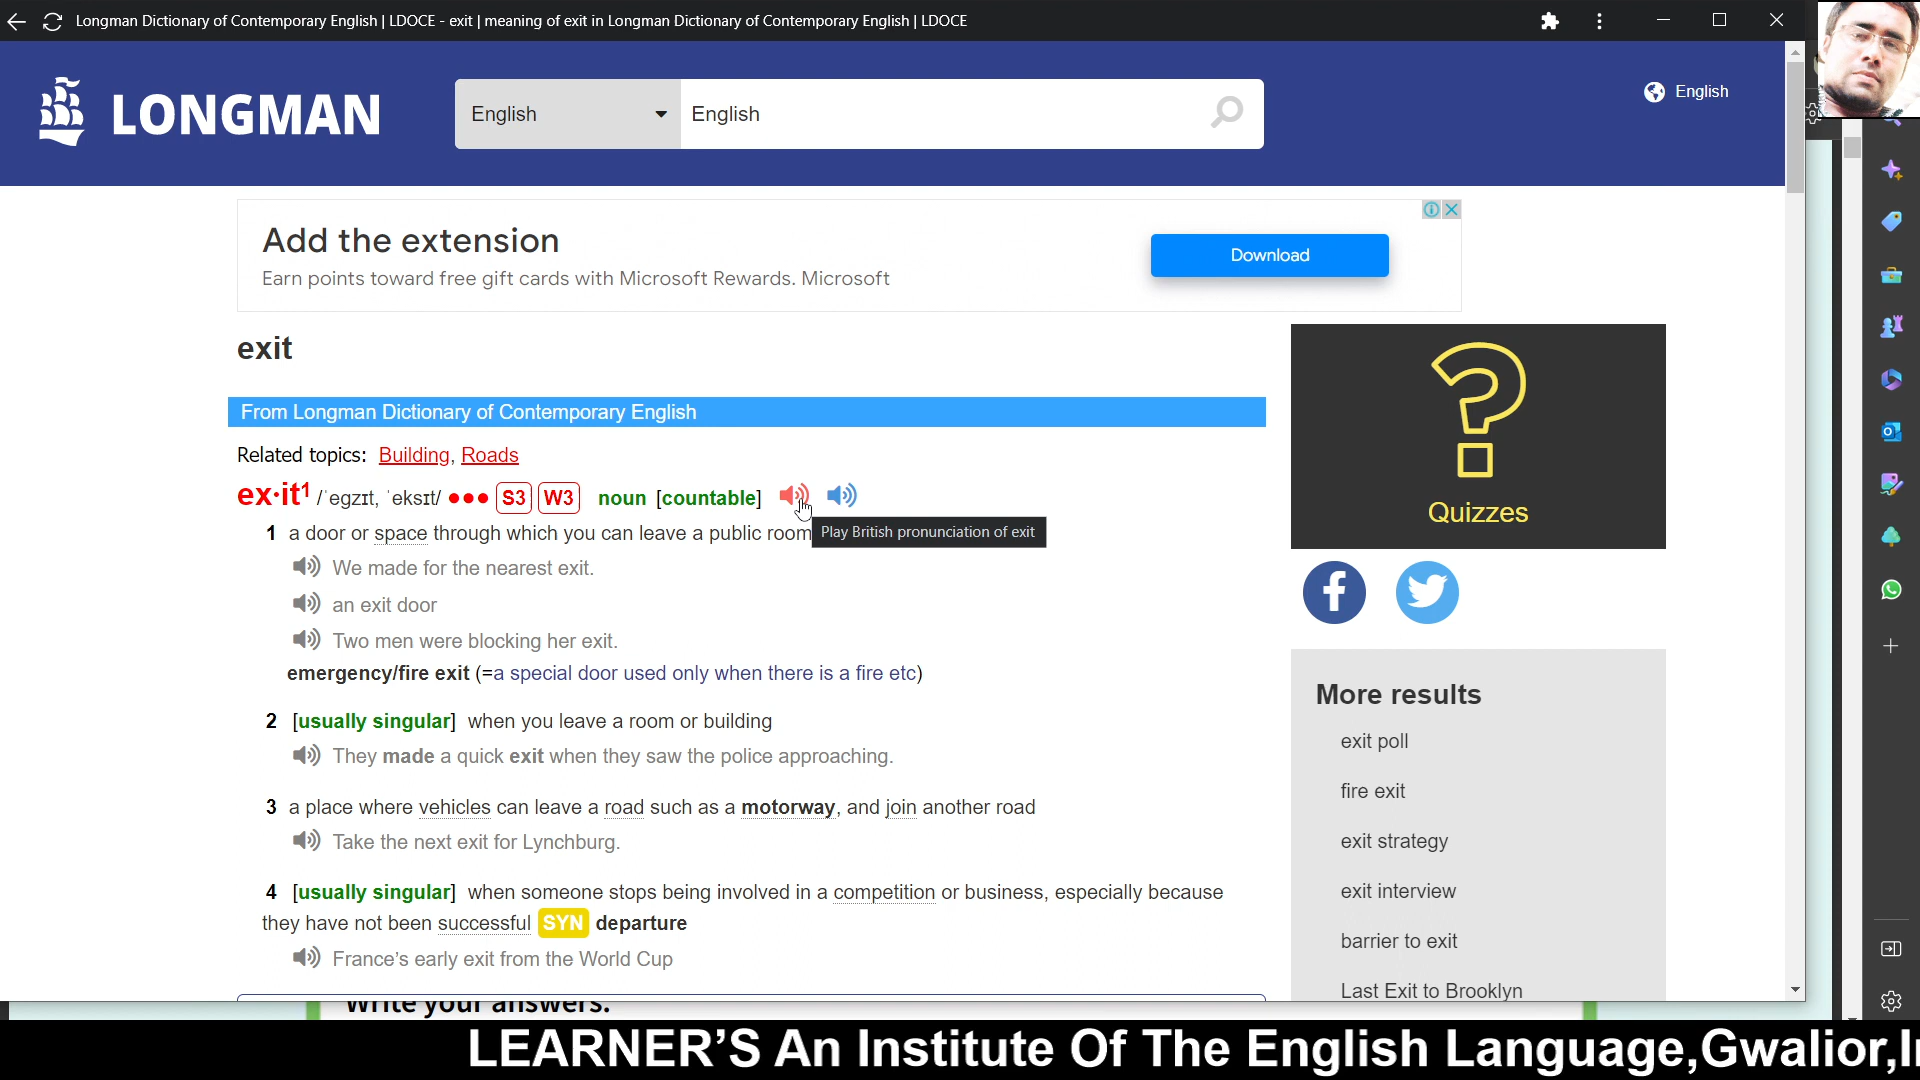 Longman Dictionary of Contemporary English | LDOCE - exit | meaning of exit in Longman Dictionary of Contemporary English | LDOCE
LONGMAN
English
English
English
Add the extension
Earn points toward free gift cards with Microsoft Rewards. Microsoft
Download
exit
From Longman Dictionary of Contemporary English
Related topics: Building, Roads
ex·it1 /ˈegzɪt, ˈeksɪt/ ●●● S3 W3 noun [countable]
Play British pronunciation of exit
1 a door or space through which you can leave a public room
We made for the nearest exit.
an exit door
Two men were blocking her exit.
emergency/fire exit (=a special door used only when there is a fire etc)
2 [usually singular] when you leave a room or building
They made a quick exit when they saw the police approaching.
3 a place where vehicles can leave a road such as a motorway, and join another road
Take the next exit for Lynchburg.
4 [usually singular] when someone stops being involved in a competition or business, especially because
they have not been successful SYN departure
France's early exit from the World Cup
?
Quizzes
More results
exit poll
fire exit
exit strategy
exit interview
barrier to exit
Last Exit to Brooklyn
Write your answers.
LEARNER’S An Institute Of The English Language,Gwalior,I